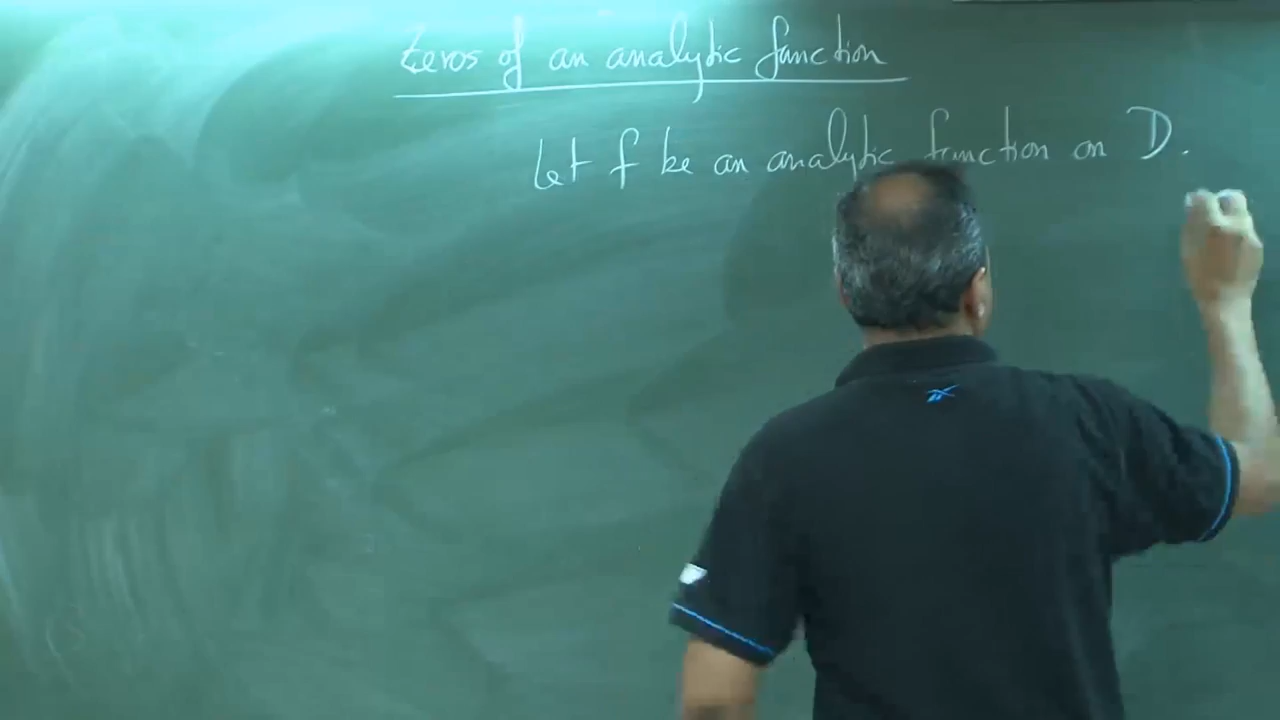 Zeros of an analytic function
Let f be an analytic function on D.